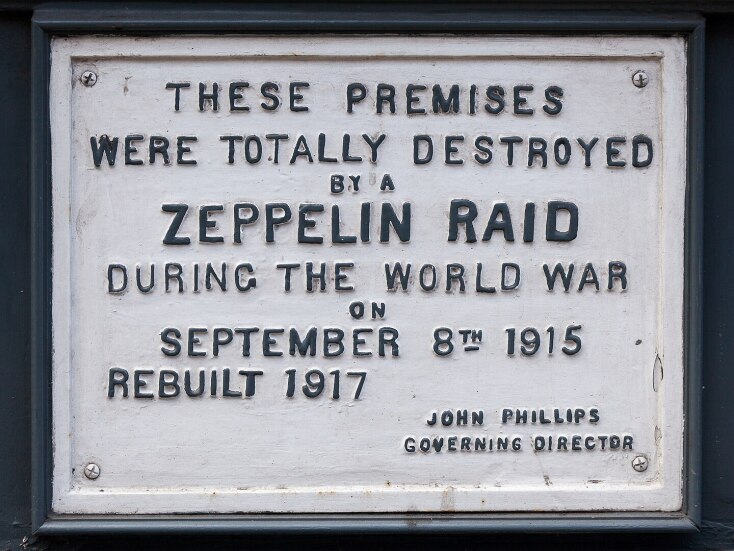 THESE PREMISES
WERE TOTALLY DESTROYED
BY A
ZEPPELIN RAID
DURING THE WORLD WAR
ON
SEPTEMBER 8TH 1915
REBUILT 1917
JOHN PHILLIPS
GOVERNING DIRECTOR